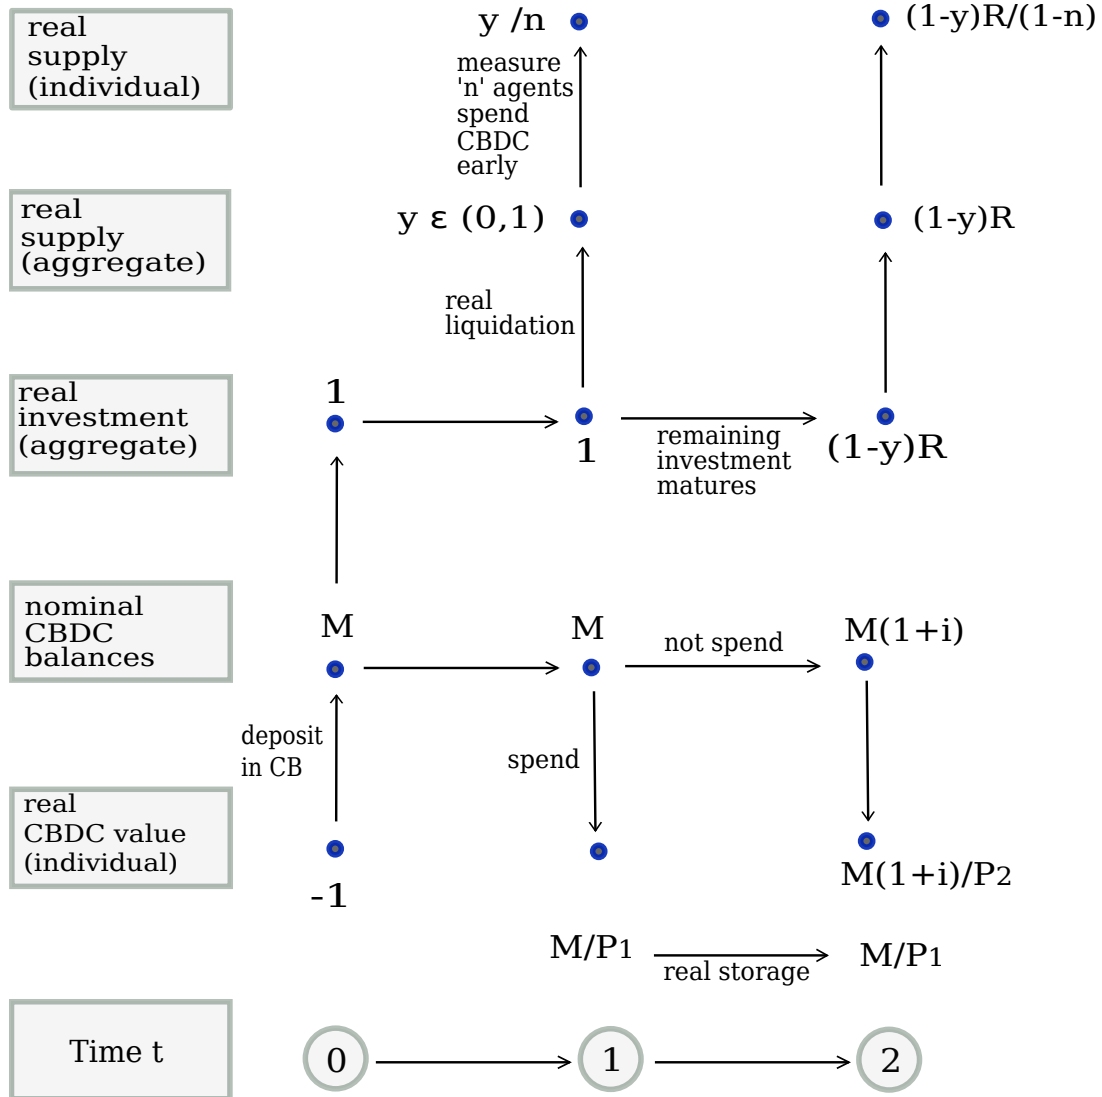 real
supply
(individual)
y /n
(1-y)R/(1-n)
measure
'n' agents
spend
CBDC
early
real
supply
(aggregate)
y ε (0,1)
(1-y)R
real
liquidation
real
investment
(aggregate)
1
1
remaining
investment
matures
(1-y)R
nominal
CBDC
balances
M
M
not spend
M(1+i)
deposit
in CB
spend
real
CBDC value
(individual)
-1
M(1+i)/P2
M/P1
real storage
M/P1
Time t
0
1
2